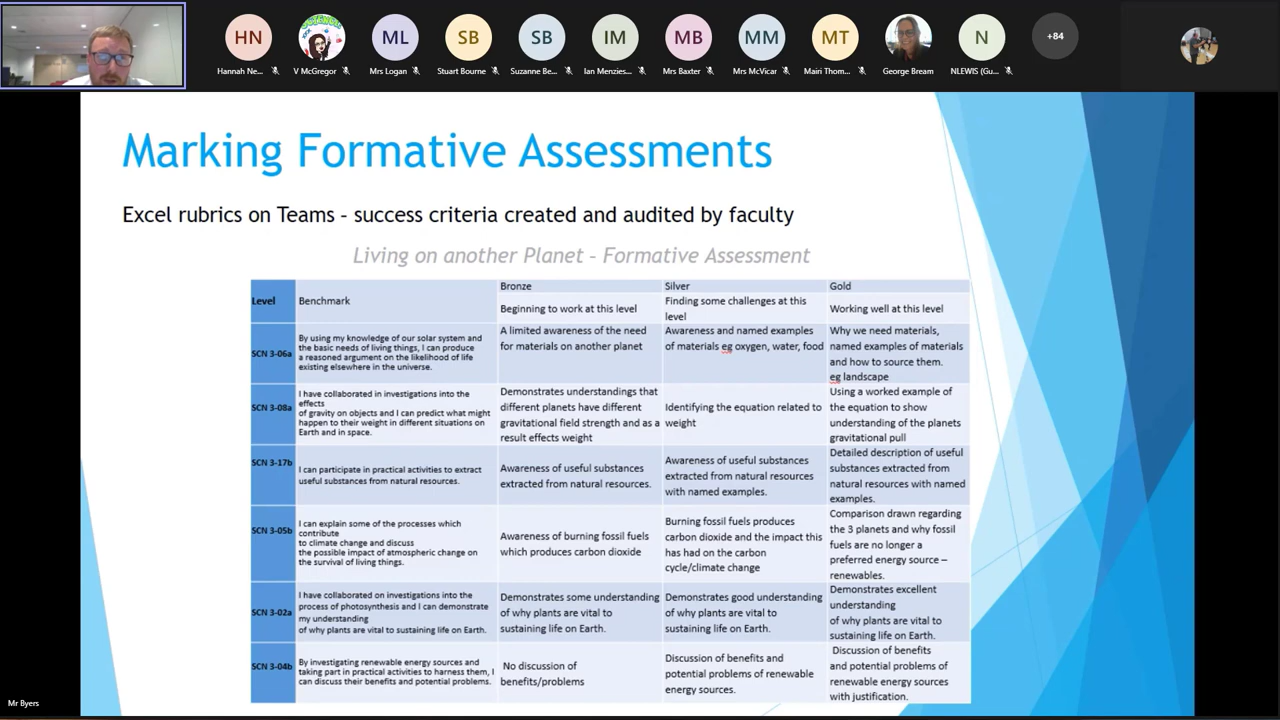 HN
ML
SB
SB
IM
MB
MM
MT
N
+84
Hannah Ne...
V McGregor
Mrs Logan
Stuart Bourne
Suzanne Be...
Ian Menzies...
Mrs Baxter
Mrs McVicar
Mairi Thom...
George Bream
NLEWIS (Gu...
Marking Formative Assessments
Excel rubrics on Teams – success criteria created and audited by faculty
Living on another Planet – Formative Assessment
Level
Benchmark
Bronze
Silver
Gold
Beginning to work at this level
Finding some challenges at this
level
Working well at this level
SCN 3-06a
By using my knowledge of our solar system and
the basic needs of living things, I can produce
a reasoned argument on the likelihood of life
existing elsewhere in the universe.
A limited awareness of the need
for materials on another planet
Awareness and named examples
of materials eg oxygen, water, food
Why we need materials,
named examples of materials
and how to source them.
eg landscape
SCN 3-08a
I have collaborated in investigations into the
effects
of gravity on objects and I can predict what might
happen to their weight in different situations on
Earth and in space.
Demonstrates understandings that
different planets have different
gravitational field strength and as a
result effects weight
Identifying the equation related to
weight
Using a worked example of
the equation to show
understanding of the planets
gravitational pull
SCN 3-17b
I can participate in practical activities to extract
useful substances from natural resources.
Awareness of useful substances
extracted from natural resources.
Awareness of useful substances
extracted from natural resources
with named examples.
Detailed description of useful
substances extracted from
natural resources with named
examples.
SCN 3-05b
I can explain some of the processes which
contribute
to climate change and discuss
the possible impact of atmospheric change on
the survival of living things.
Awareness of burning fossil fuels
which produces carbon dioxide
Burning fossil fuels produces
carbon dioxide and the impact this
has had on the carbon
cycle/climate change
Comparison drawn regarding
the 3 planets and why fossil
fuels are no longer a
preferred energy source –
renewables.
SCN 3-02a
I have collaborated on investigations into the
process of photosynthesis and I can demonstrate
my understanding
of why plants are vital to sustaining life on Earth.
Demonstrates some understanding
of why plants are vital to
sustaining life on Earth.
Demonstrates good understanding
of why plants are vital to
sustaining life on Earth.
Demonstrates excellent
understanding
of why plants are vital to
sustaining life on Earth.
SCN 3-04b
By investigating renewable energy sources and
taking part in practical activities to harness them, I
can discuss their benefits and potential problems.
No discussion of
benefits/problems
Discussion of benefits and
potential problems of renewable
energy sources.
Discussion of benefits
and potential problems of
renewable energy sources
with justification.
Mr Byers